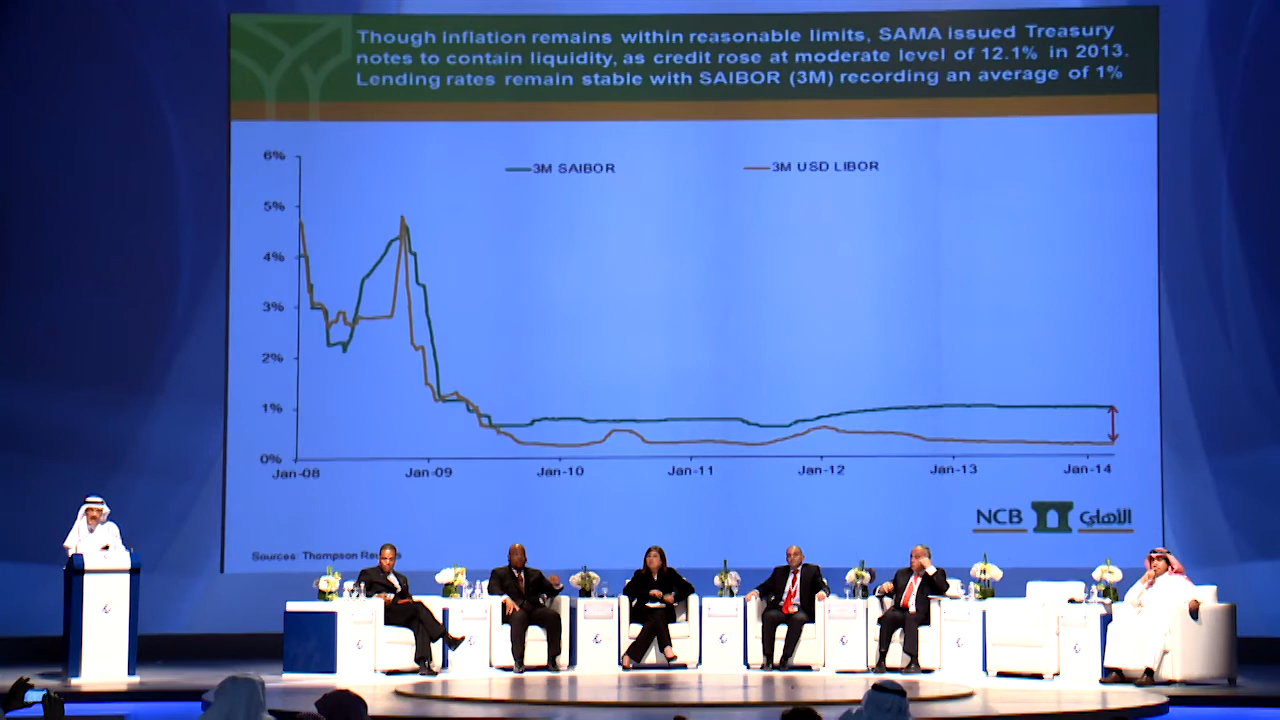 Though inflation remains within reasonable limits, SAMA issued Treasury
notes to contain liquidity, as credit rose at moderate level of 12.1% in 2013.
Lending rates remain stable with SAIBOR (3M) recording an average of 1%
3M SAIBOR
3M USD LIBOR
6%
5%
4%
3%
2%
1%
0%
Jan-08 Jan-09 Jan-10 Jan-11 Jan-12 Jan-13 Jan-14
NCB الأهلي
Sources: Thompson